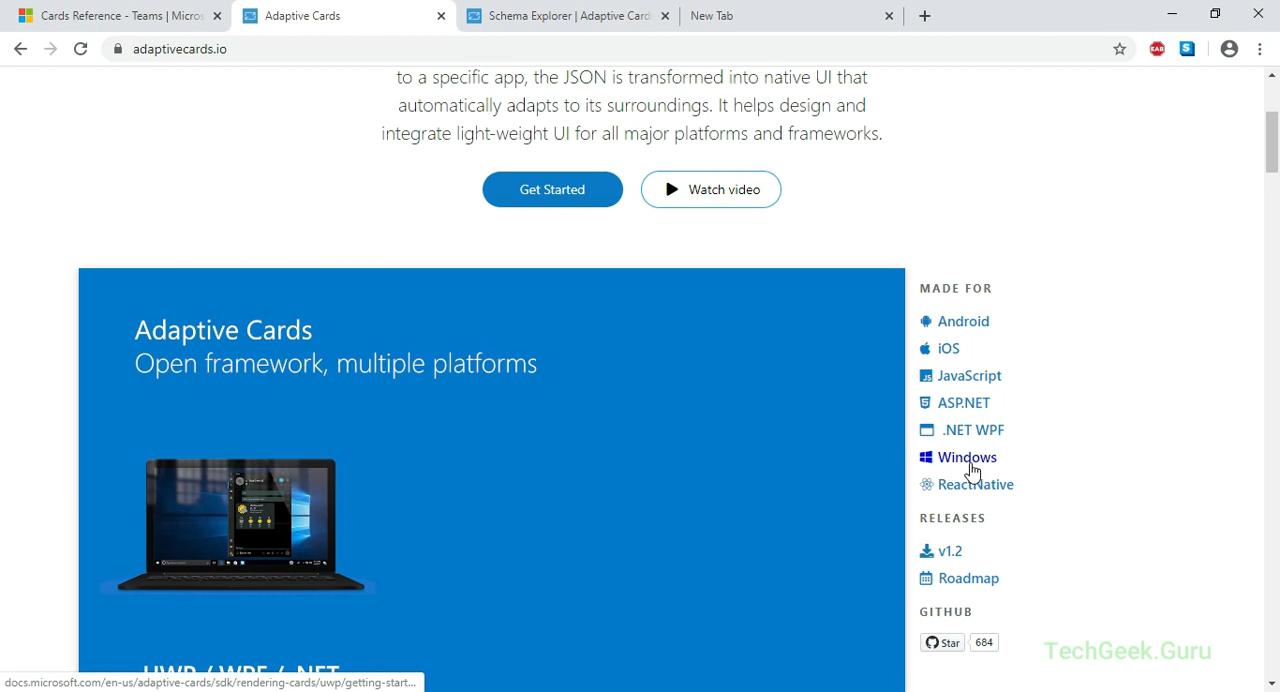 Cards Reference - Teams | Micros
Adaptive Cards
Schema Explorer | Adaptive Card
New Tab
adaptivecards.io
to a specific app, the JSON is transformed into native UI that
automatically adapts to its surroundings. It helps design and
integrate light-weight UI for all major platforms and frameworks.
Get Started
Watch video
Adaptive Cards
Open framework, multiple platforms
UWP / WPF / .NET
MADE FOR
Android
iOS
JavaScript
ASP.NET
.NET WPF
Windows
ReactNative
RELEASES
v1.2
Roadmap
GITHUB
Star 684
TechGeek.Guru
docs.microsoft.com/en-us/adaptive-cards/sdk/rendering-cards/uwp/getting-start...